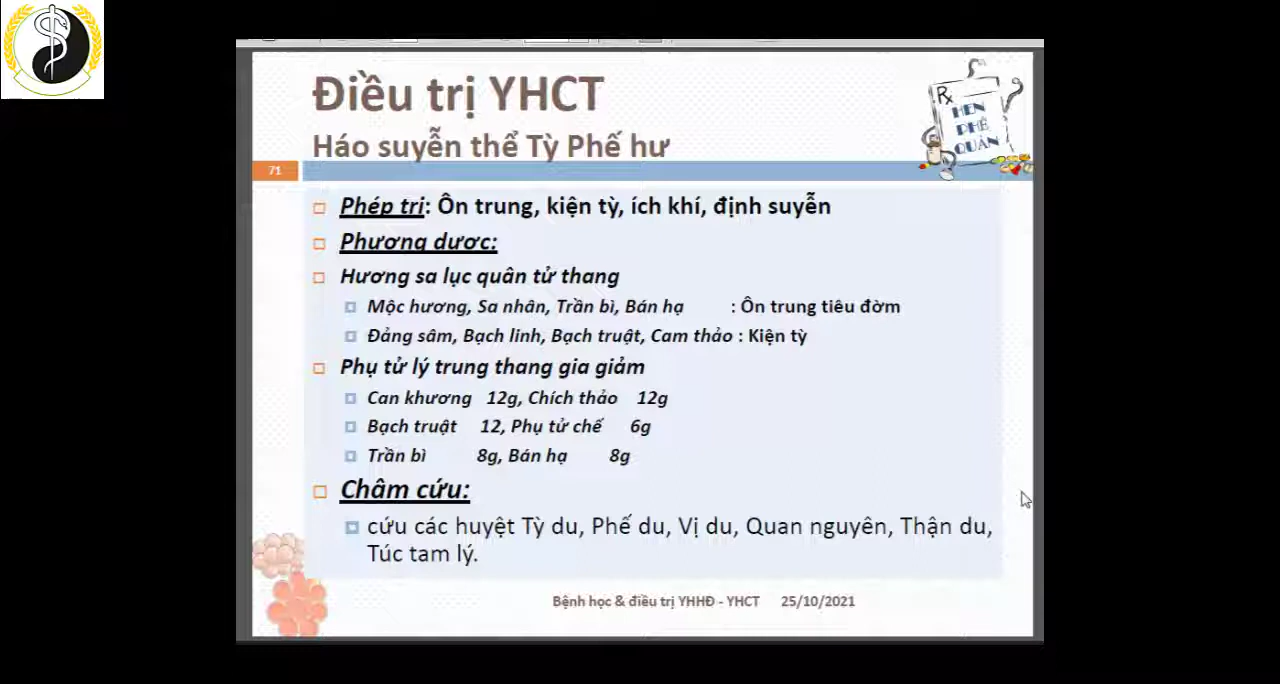 Điều trị YHCT
Háo suyễn thể Tỳ Phế hư
71
Rx
HEN
PHẾ
QUẢN
Phép trị: Ôn trung, kiện tỳ, ích khí, định suyễn
Phương dược:
Hương sa lục quân tử thang
Mộc hương, Sa nhân, Trần bì, Bán hạ : Ôn trung tiêu đờm
Đảng sâm, Bạch linh, Bạch truật, Cam thảo : Kiện tỳ
Phụ tử lý trung thang gia giảm
Can khương 12g, Chích thảo 12g
Bạch truật 12, Phụ tử chế 6g
Trần bì 8g, Bán hạ 8g
Châm cứu:
cứu các huyệt Tỳ du, Phế du, Vị du, Quan nguyên, Thận du,
Túc tam lý.
Bệnh học & điều trị YHHĐ - YHCT 25/10/2021